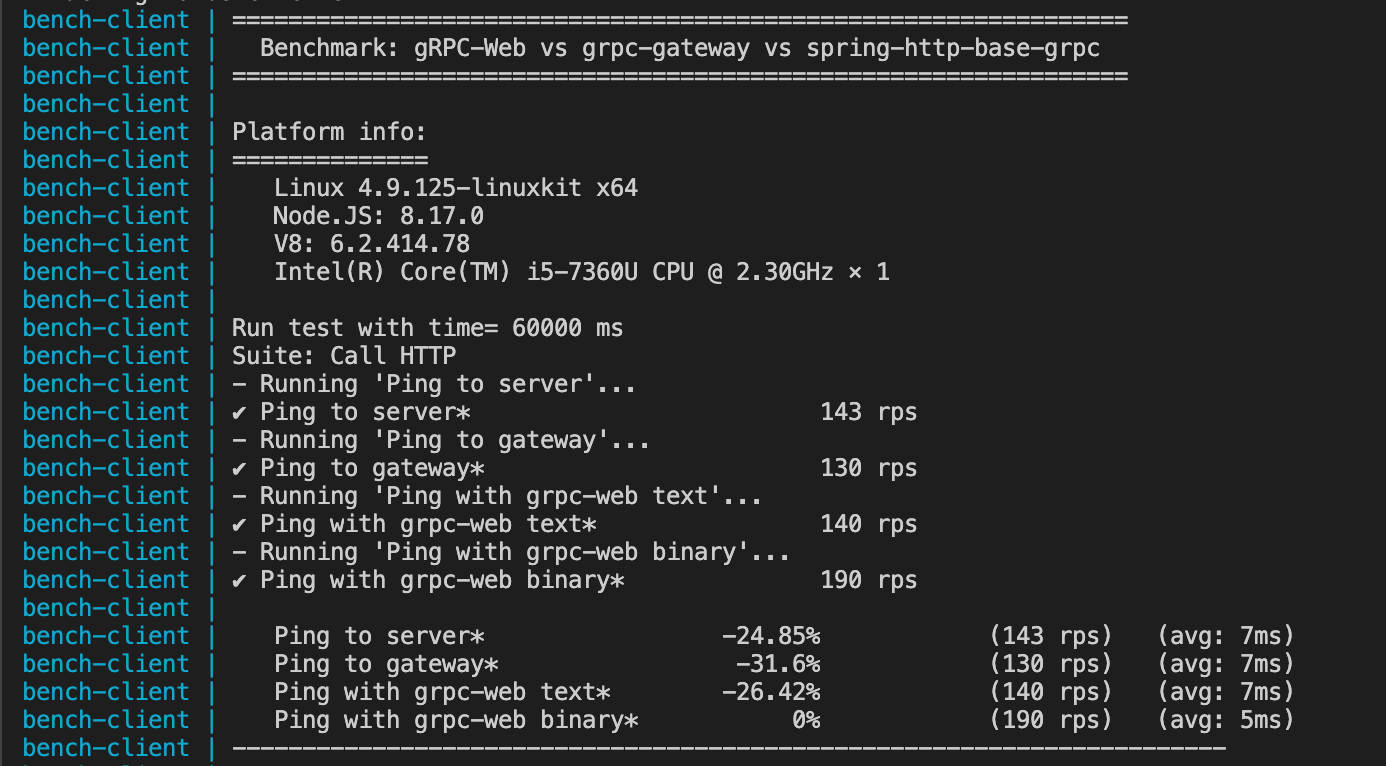 bench-client | ================================================================
bench-client | Benchmark: gRPC-Web vs grpc-gateway vs spring-http-base-grpc
bench-client | ================================================================
bench-client |
bench-client | Platform info:
bench-client | ==============
bench-client | Linux 4.9.125-linuxkit x64
bench-client | Node.JS: 8.17.0
bench-client | V8: 6.2.414.78
bench-client | Intel(R) Core(TM) i5-7360U CPU @ 2.30GHz × 1
bench-client |
bench-client | Run test with time= 60000 ms
bench-client | Suite: Call HTTP
bench-client | – Running 'Ping to server'...
bench-client | ✔ Ping to server* 143 rps
bench-client | – Running 'Ping to gateway'...
bench-client | ✔ Ping to gateway* 130 rps
bench-client | – Running 'Ping with grpc-web text'...
bench-client | ✔ Ping with grpc-web text* 140 rps
bench-client | – Running 'Ping with grpc-web binary'...
bench-client | ✔ Ping with grpc-web binary* 190 rps
bench-client |
bench-client | Ping to server* -24.85% (143 rps) (avg: 7ms)
bench-client | Ping to gateway* -31.6% (130 rps) (avg: 7ms)
bench-client | Ping with grpc-web text* -26.42% (140 rps) (avg: 7ms)
bench-client | Ping with grpc-web binary* 0% (190 rps) (avg: 5ms)
bench-client | -----------------------------------------------------------------------